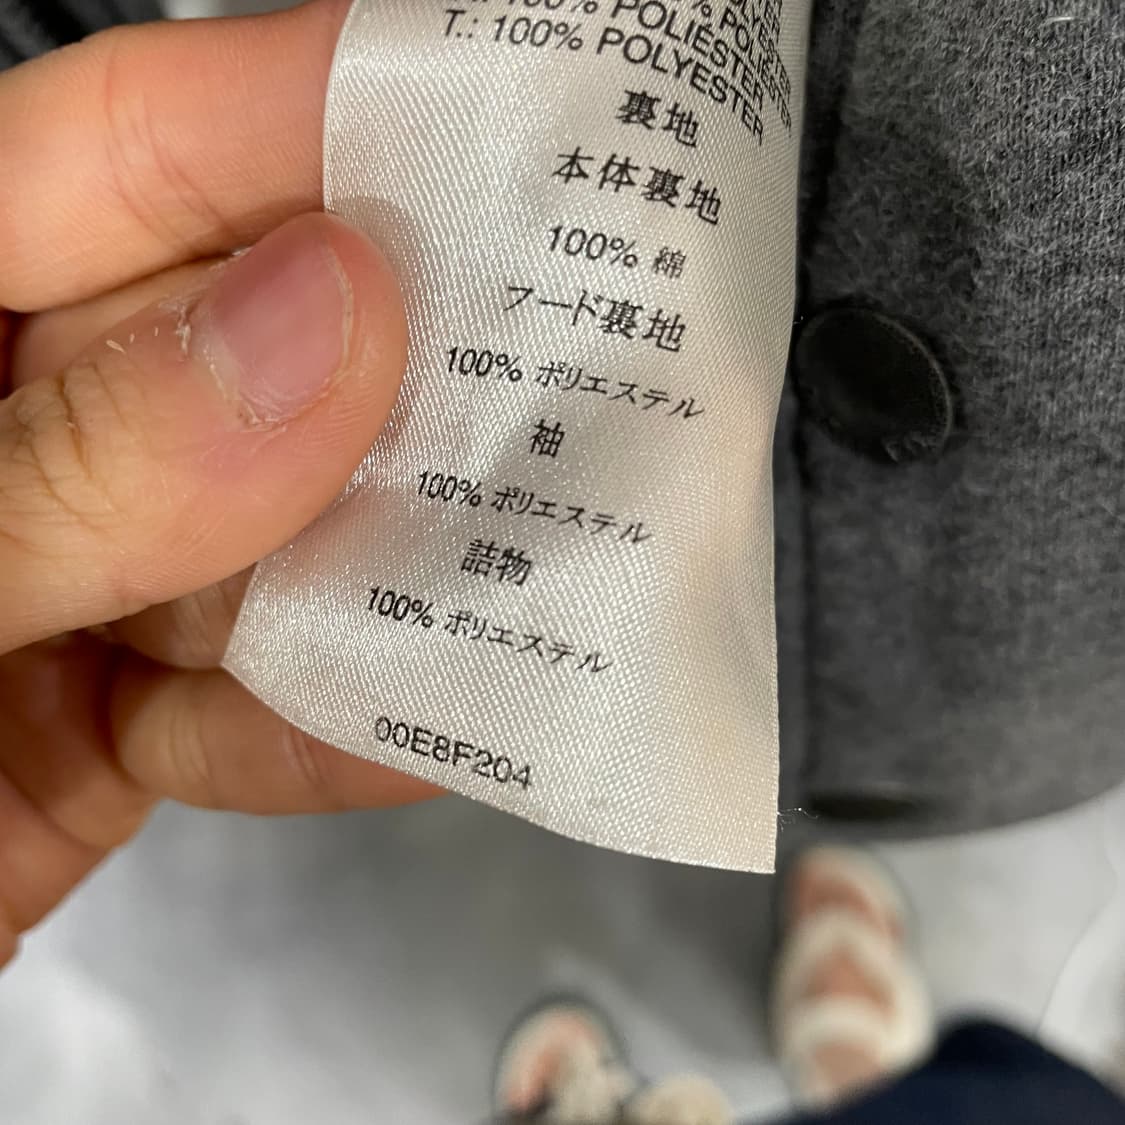 100% POLIÉSTER
T.: 100% POLYESTER
裏地
本体裏地
100% 綿
フード裏地
100% ポリエステル
袖
100% ポリエステル
詰物
100% ポリエステル
00E8F204